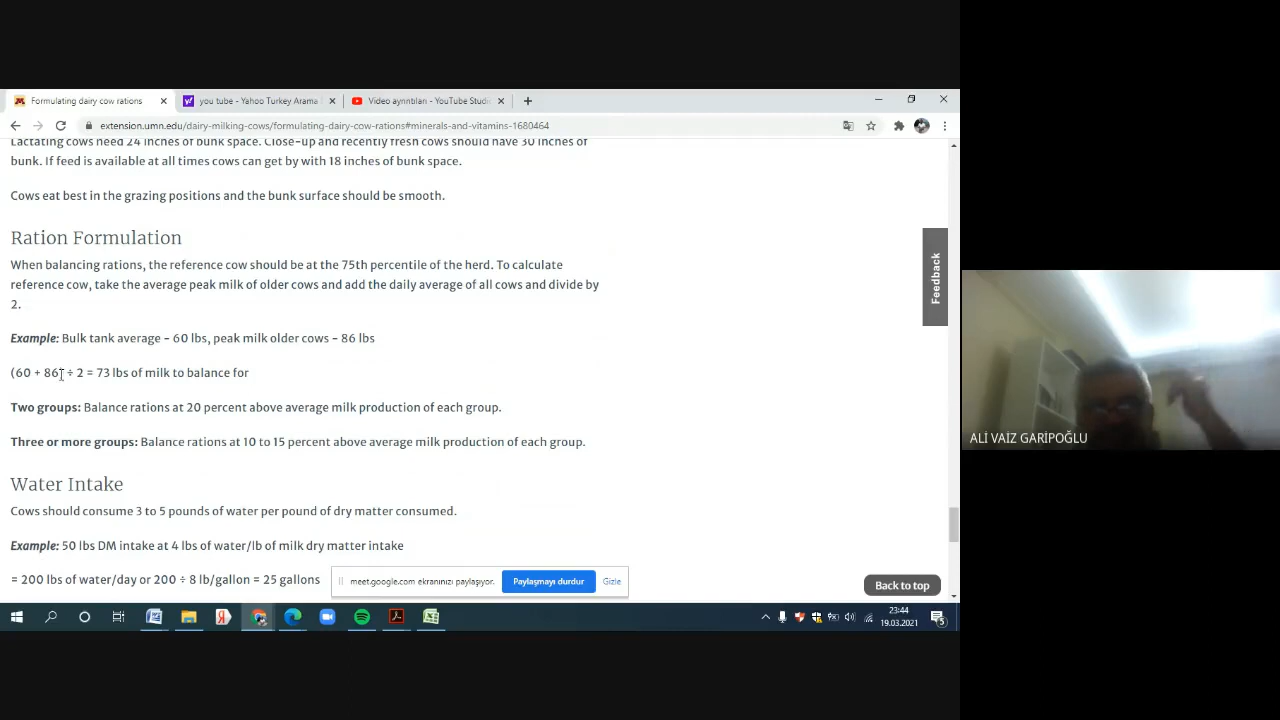 Formulating dairy cow rations
you tube - Yahoo Turkey Arama
Video ayrıntıları - YouTube Studi
extension.umn.edu/dairy-milking-cows/formulating-dairy-cow-rations#minerals-and-vitamins-1680464
Lactating cows need 24 inches of bunk space. Close-up and recently fresh cows should have 30 inches of
bunk. If feed is available at all times cows can get by with 18 inches of bunk space.
Cows eat best in the grazing positions and the bunk surface should be smooth.
Ration Formulation
When balancing rations, the reference cow should be at the 75th percentile of the herd. To calculate
reference cow, take the average peak milk of older cows and add the daily average of all cows and divide by
2.
Example: Bulk tank average - 60 lbs, peak milk older cows - 86 lbs
(60 + 86) ÷ 2 = 73 lbs of milk to balance for
Two groups: Balance rations at 20 percent above average milk production of each group.
Three or more groups: Balance rations at 10 to 15 percent above average milk production of each group.
Water Intake
Cows should consume 3 to 5 pounds of water per pound of dry matter consumed.
Example: 50 lbs DM intake at 4 lbs of water/lb of milk dry matter intake
= 200 lbs of water/day or 200 ÷ 8 lb/gallon = 25 gallons
Feedback
Back to top
meet.google.com ekranınızı paylaşıyor.
Paylaşmayı durdur
Gizle
23:44
19.03.2021
5
ALİ VAİZ GARİPOĞLU